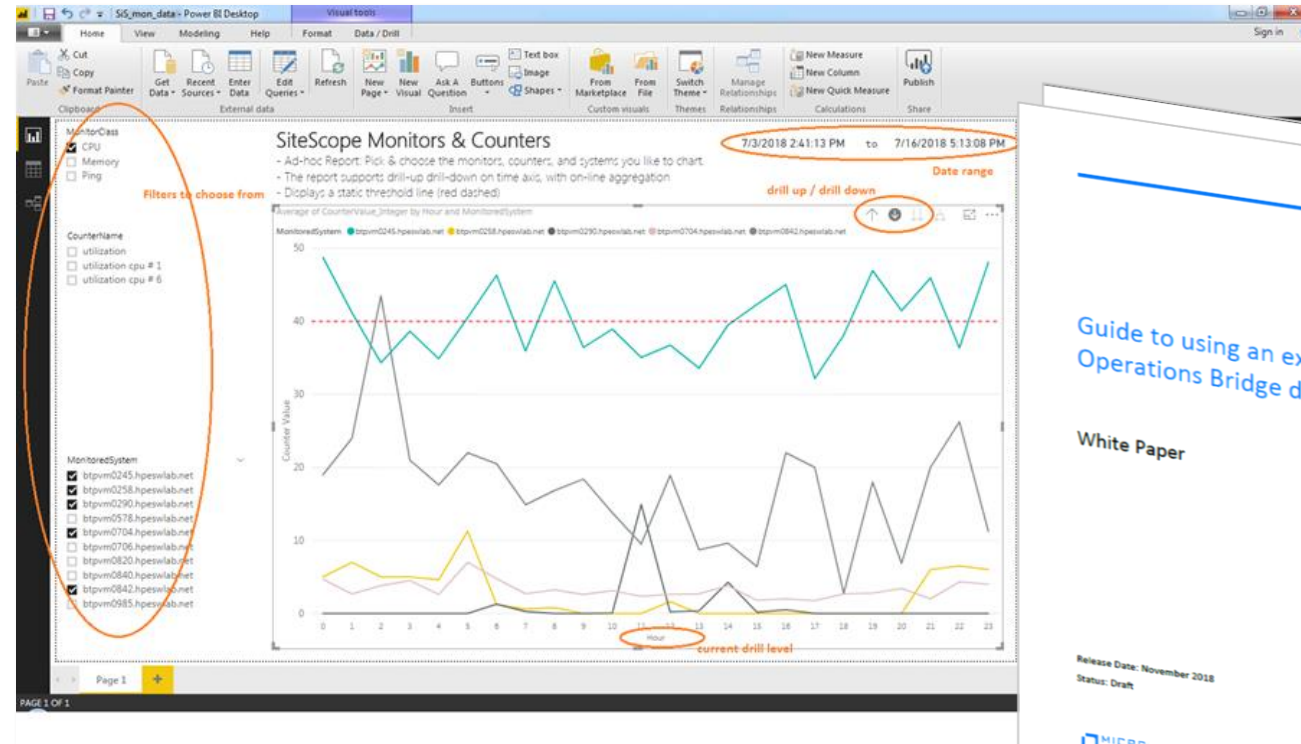 SiS_mon_data - Power BI Desktop
Visual tools
Home View Modeling Help Format Data / Drill
Sign in
Paste
Cut
Copy
Format Painter
Get Data
Recent Sources
Enter Data
Edit Queries
Refresh
New Page
New Visual
Ask A Question
Buttons
Text box
Image
Shapes
From Marketplace
From File
Switch Theme
Manage Relationships
New Measure
New Column
New Quick Measure
Publish
Clipboard External data Insert Custom visuals Themes Relationships Calculations Share
MonitorClass
CPU
Memory
Ping
Filters to choose from
CounterName
utilization
utilization cpu # 1
utilization cpu # 6
MonitoredSystem
btpvm0245.hpeswlab.net
btpvm0258.hpeswlab.net
btpvm0290.hpeswlab.net
btpvm0578.hpeswlab.net
btpvm0704.hpeswlab.net
btpvm0706.hpeswlab.net
btpvm0820.hpeswlab.net
btpvm0840.hpeswlab.net
btpvm0842.hpeswlab.net
btpvm0985.hpeswlab.net
SiteScope Monitors & Counters
- Ad-hoc Report: Pick & choose the monitors, counters, and systems you like to chart.
- The report supports drill-up drill-down on time axis, with on-line aggregation
- Displays a static threshold line (red dashed)
7/3/2018 2:41:13 PM to 7/16/2018 5:13:08 PM
Date range
drill up / drill down
Average of CounterValue_Integer by Hour and MonitoredSystem
MonitoredSystem btpvm0245.hpeswlab.net btpvm0258.hpeswlab.net btpvm0290.hpeswlab.net btpvm0704.hpeswlab.net btpvm0842.hpeswlab.net
50
40
30
20
10
0
Counter Value
0 1 2 3 4 5 6 7 8 9 10 11 12 13 14 15 16 17 18 19 20 21 22 23
Hour
current drill level
Page 1
PAGE 1 OF 1
Guide to using an
Operations Bridge
White Paper
Release Date: November 2018
Status: Draft